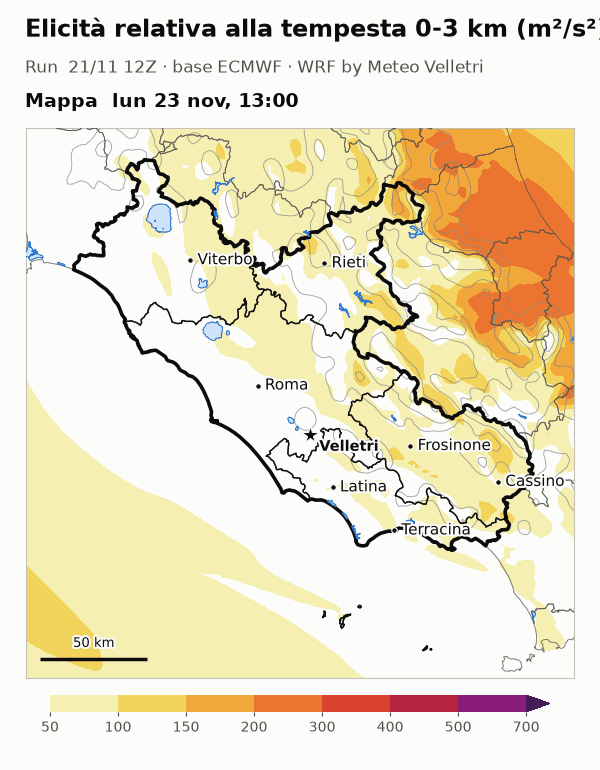 Elicità relativa alla tempesta 0-3 km (m²/s²)
Run 21/11 12Z · base ECMWF · WRF by Meteo Velletri
Mappa lun 23 nov, 13:00
Viterbo
Rieti
Roma
Velletri
Frosinone
Cassino
Latina
Terracina
50 km
50 100 150 200 300 400 500 700